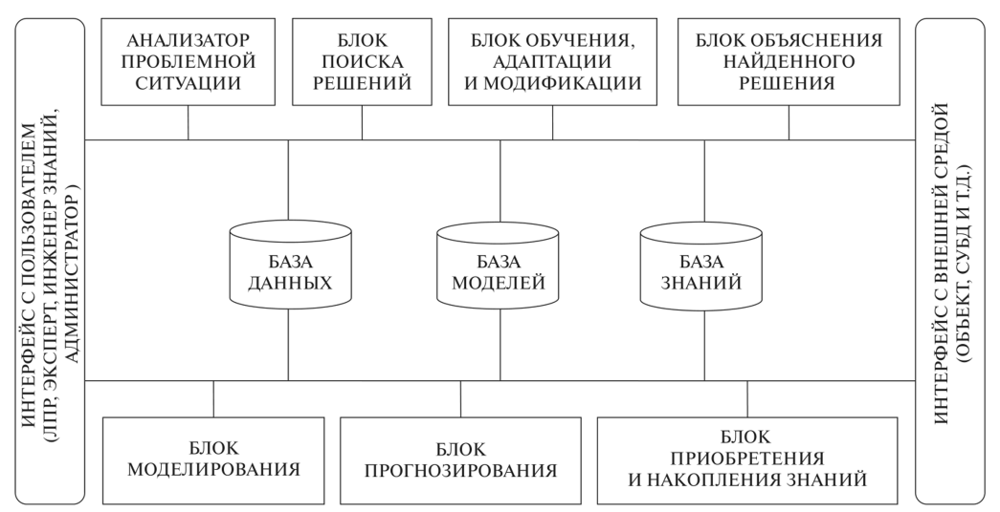 ИНТЕРФЕЙС С ПОЛЬЗОВАТЕЛЕМ
(ЛПР, ЭКСПЕРТ, ИНЖЕНЕР ЗНАНИЙ,
АДМИНИСТРАТОР )
АНАЛИЗАТОР
ПРОБЛЕМНОЙ
СИТУАЦИИ
БЛОК
ПОИСКА
РЕШЕНИЙ
БЛОК ОБУЧЕНИЯ,
АДАПТАЦИИ
И МОДИФИКАЦИИ
БЛОК ОБЪЯСНЕНИЯ
НАЙДЕННОГО
РЕШЕНИЯ
БАЗА
ДАННЫХ
БАЗА
МОДЕЛЕЙ
БАЗА
ЗНАНИЙ
БЛОК
МОДЕЛИРОВАНИЯ
БЛОК
ПРОГНОЗИРОВАНИЯ
БЛОК
ПРИОБРЕТЕНИЯ
И НАКОПЛЕНИЯ ЗНАНИЙ
ИНТЕРФЕЙС С ВНЕШНЕЙ СРЕДОЙ
(ОБЪЕКТ, СУБД И Т.Д.)